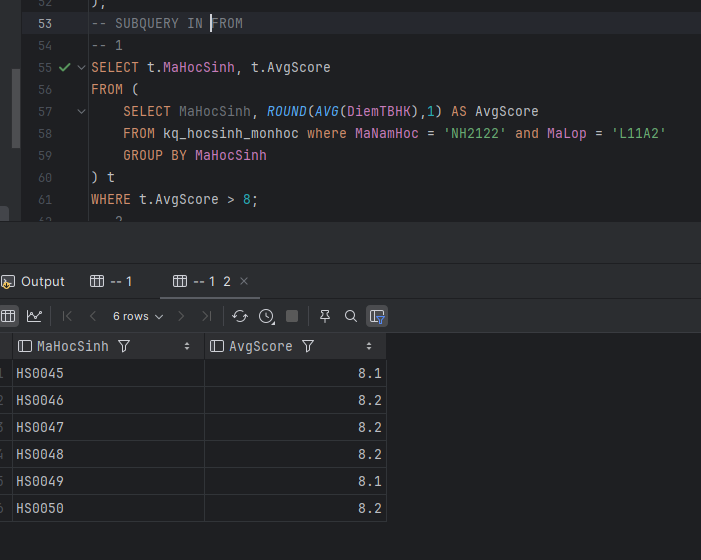 52 );
53 -- SUBQUERY IN FROM
54 -- 1
55 SELECT t.MaHocSinh, t.AvgScore
56 FROM (
57 SELECT MaHocSinh, ROUND(AVG(DiemTBHK),1) AS AvgScore
58 FROM kq_hocsinh_monhoc where MaNamHoc = 'NH2122' and MaLop = 'L11A2'
59 GROUP BY MaHocSinh
60 ) t
61 WHERE t.AvgScore > 8;
Output -- 1 -- 1 2
6 rows
MaHocSinh AvgScore
1 HS0045 8.1
2 HS0046 8.2
3 HS0047 8.2
4 HS0048 8.2
5 HS0049 8.1
6 HS0050 8.2